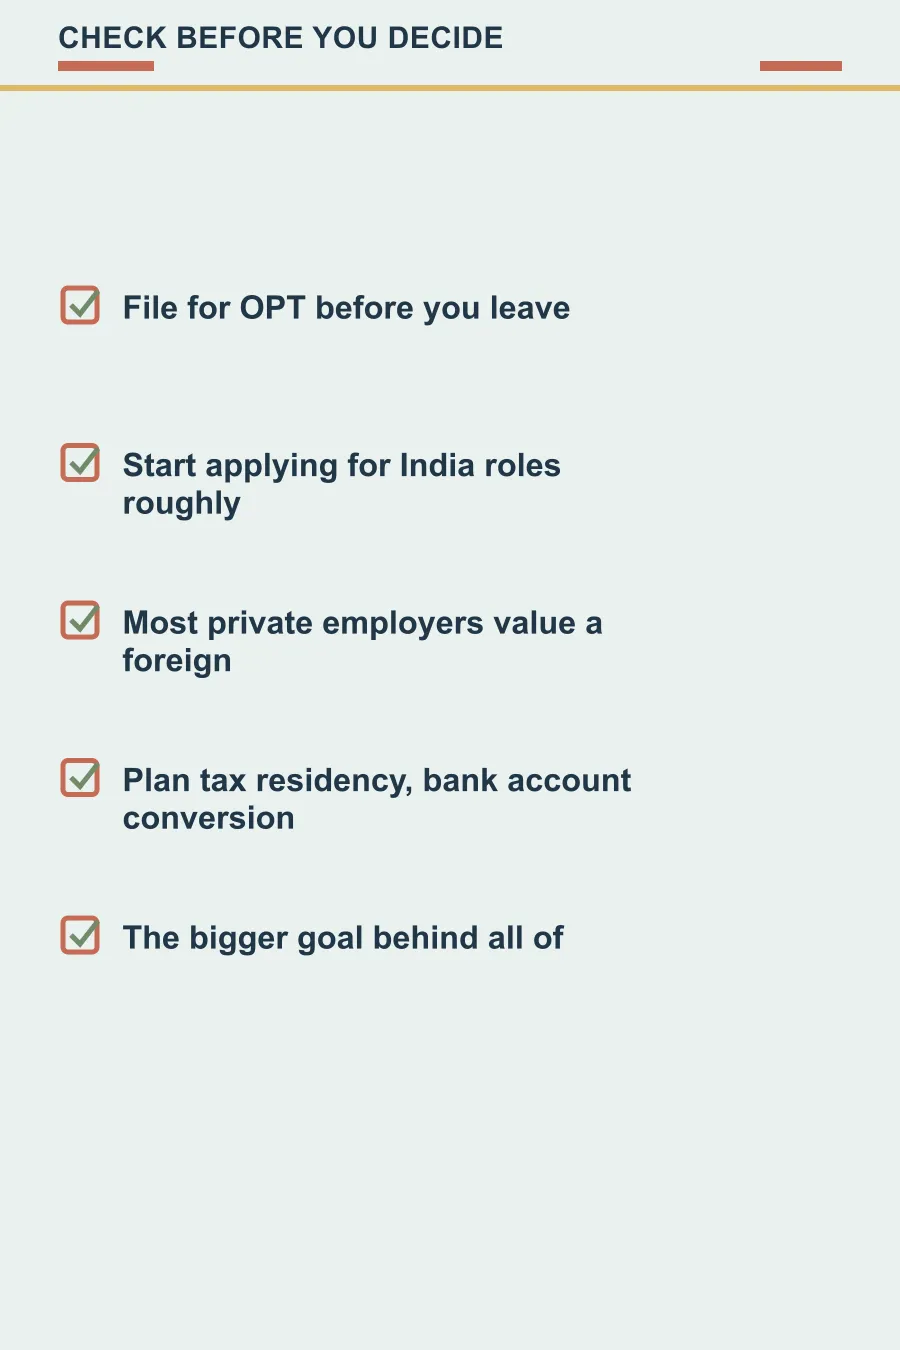 CHECK BEFORE YOU DECIDE
File for OPT before you leave
Start applying for India roles
roughly
Most private employers value a
foreign
Plan tax residency, bank account
conversion
The bigger goal behind all of